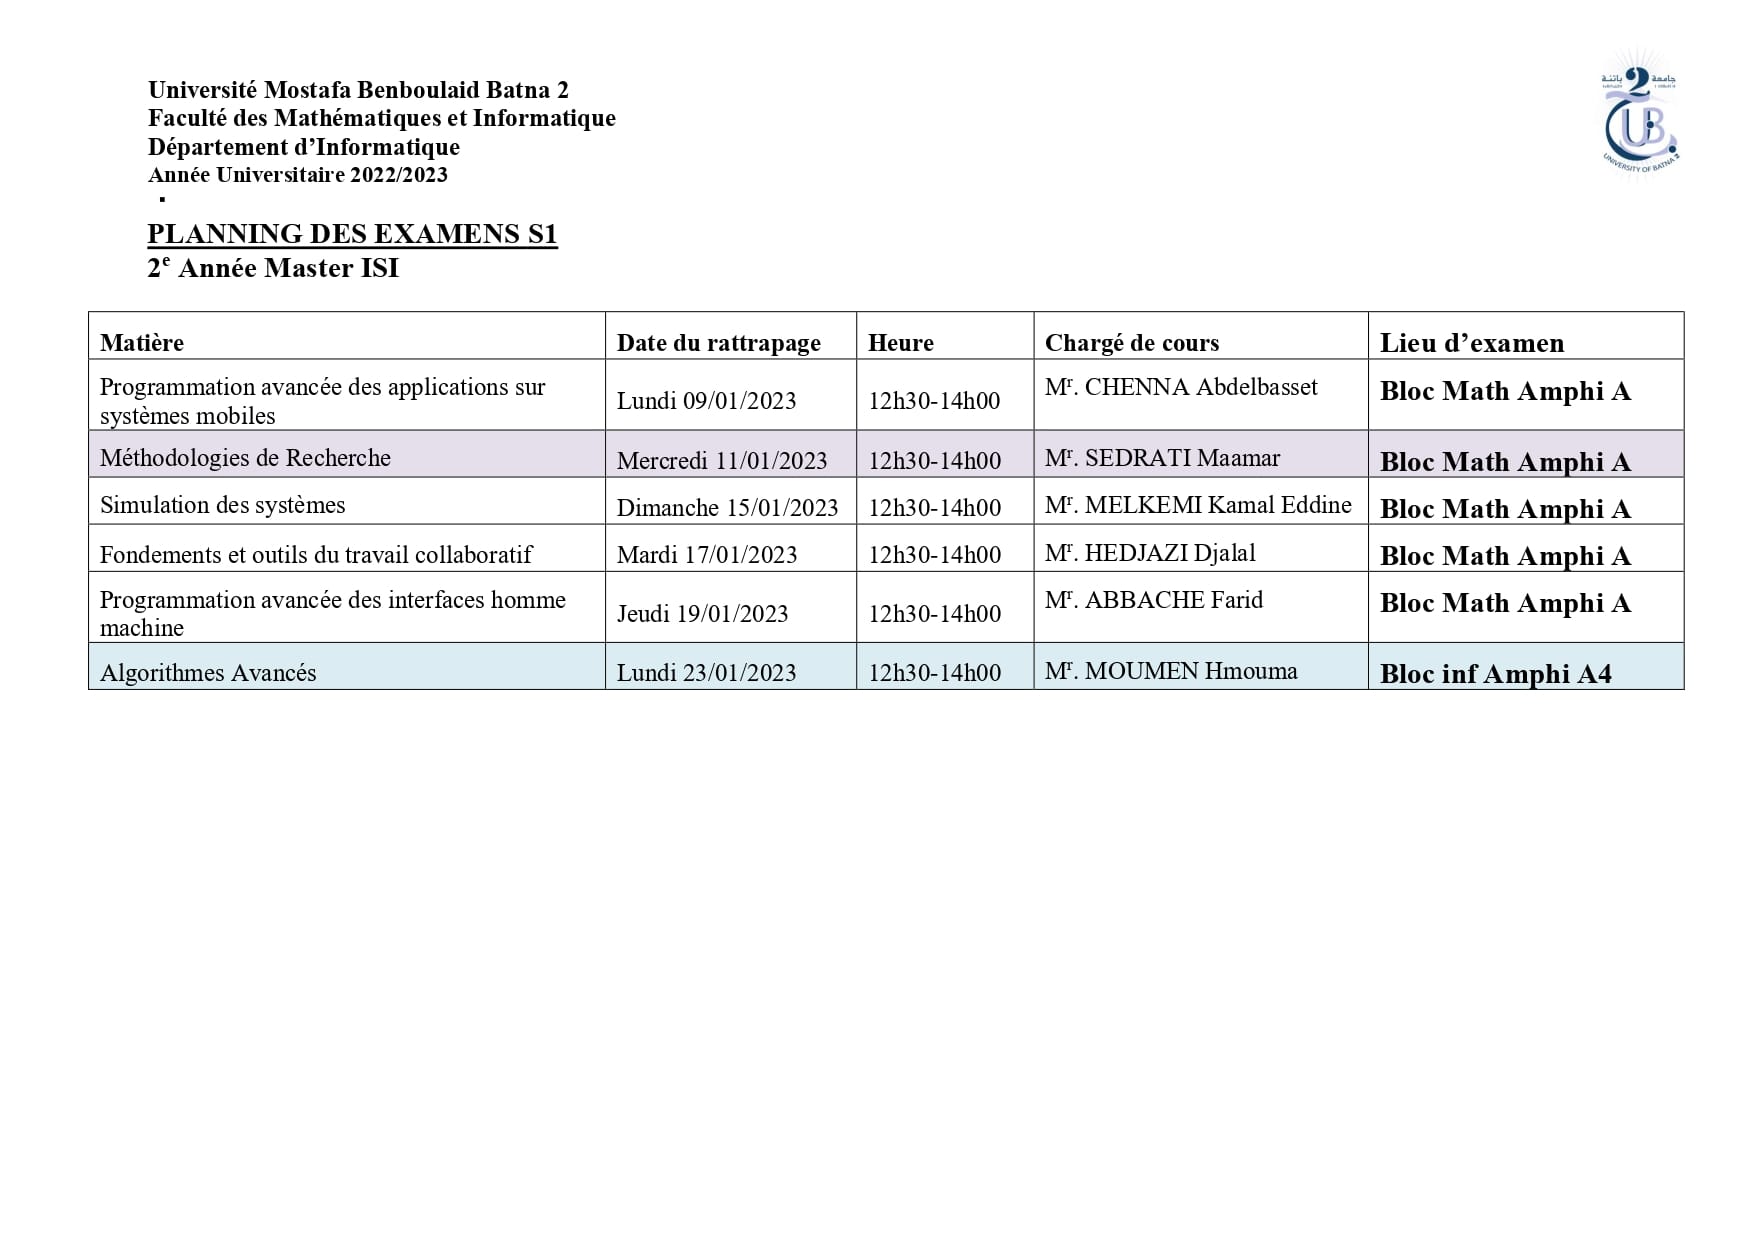 Université Mostafa Benboulaid Batna 2
Faculté des Mathématiques et Informatique
Département d’Informatique
Année Universitaire 2022/2023
جامعة باتنة 2
UB
UNIVERSITY OF BATNA 2
PLANNING DES EXAMENS S1
2e Année Master ISI
Matière Date du rattrapage Heure Chargé de cours Lieu d’examen
Programmation avancée des applications sur
systèmes mobiles Lundi 09/01/2023 12h30-14h00 Mr. CHENNA Abdelbasset Bloc Math Amphi A
Méthodologies de Recherche Mercredi 11/01/2023 12h30-14h00 Mr. SEDRATI Maamar Bloc Math Amphi A
Simulation des systèmes Dimanche 15/01/2023 12h30-14h00 Mr. MELKEMI Kamal Eddine Bloc Math Amphi A
Fondements et outils du travail collaboratif Mardi 17/01/2023 12h30-14h00 Mr. HEDJAZI Djalal Bloc Math Amphi A
Programmation avancée des interfaces homme
machine Jeudi 19/01/2023 12h30-14h00 Mr. ABBACHE Farid Bloc Math Amphi A
Algorithmes Avancés Lundi 23/01/2023 12h30-14h00 Mr. MOUMEN Hmouma Bloc inf Amphi A4